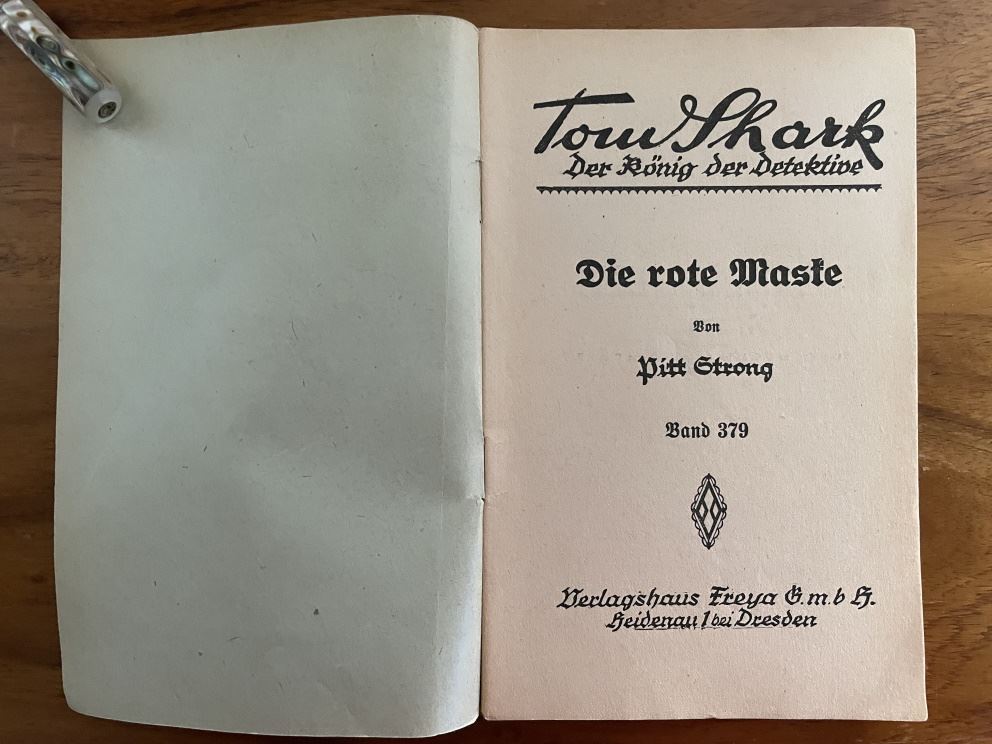 Tom Shark
Der König der Detektive
Die rote Maske
Von
Pitt Strong
Band 379
Verlagshaus Freya G.m.b H.
Heidenau 1 bei Dresden